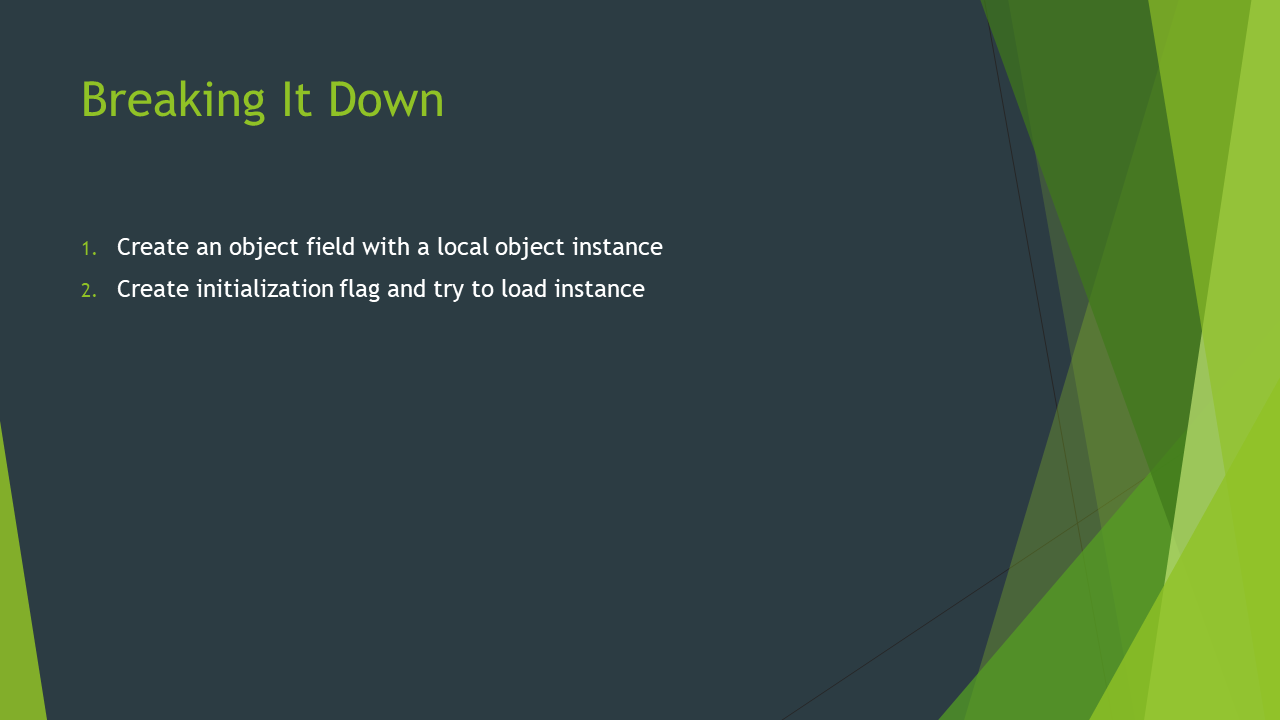 Breaking It Down
1. Create an object field with a local object instance
2. Create initialization flag and try to load instance